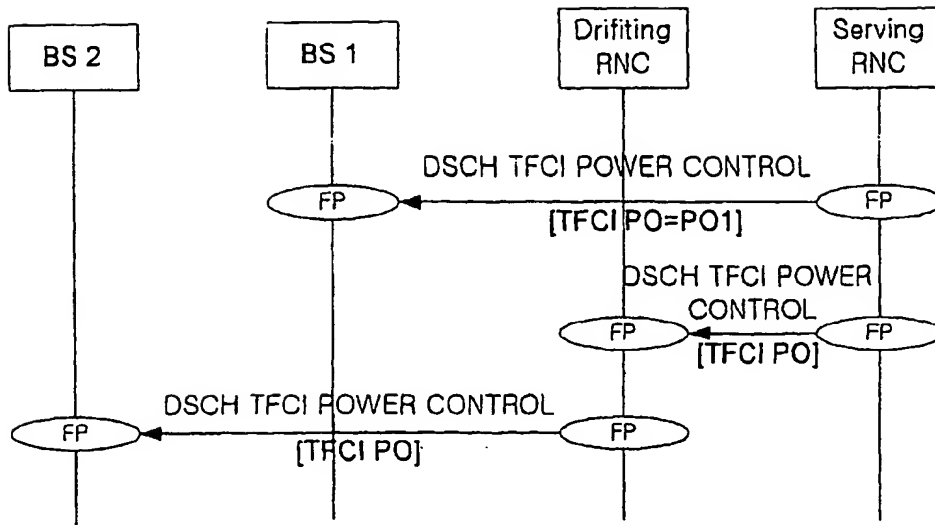 BS 2
BS 1
Drifiting
RNC
Serving
RNC
DSCH TFCI POWER CONTROL
FP
FP
[TFCI PO=PO1]
DSCH TFCI POWER
CONTROL
FP
FP
[TFCI PO]
DSCH TFCI POWER CONTROL
FP
FP
[TFCI PO]